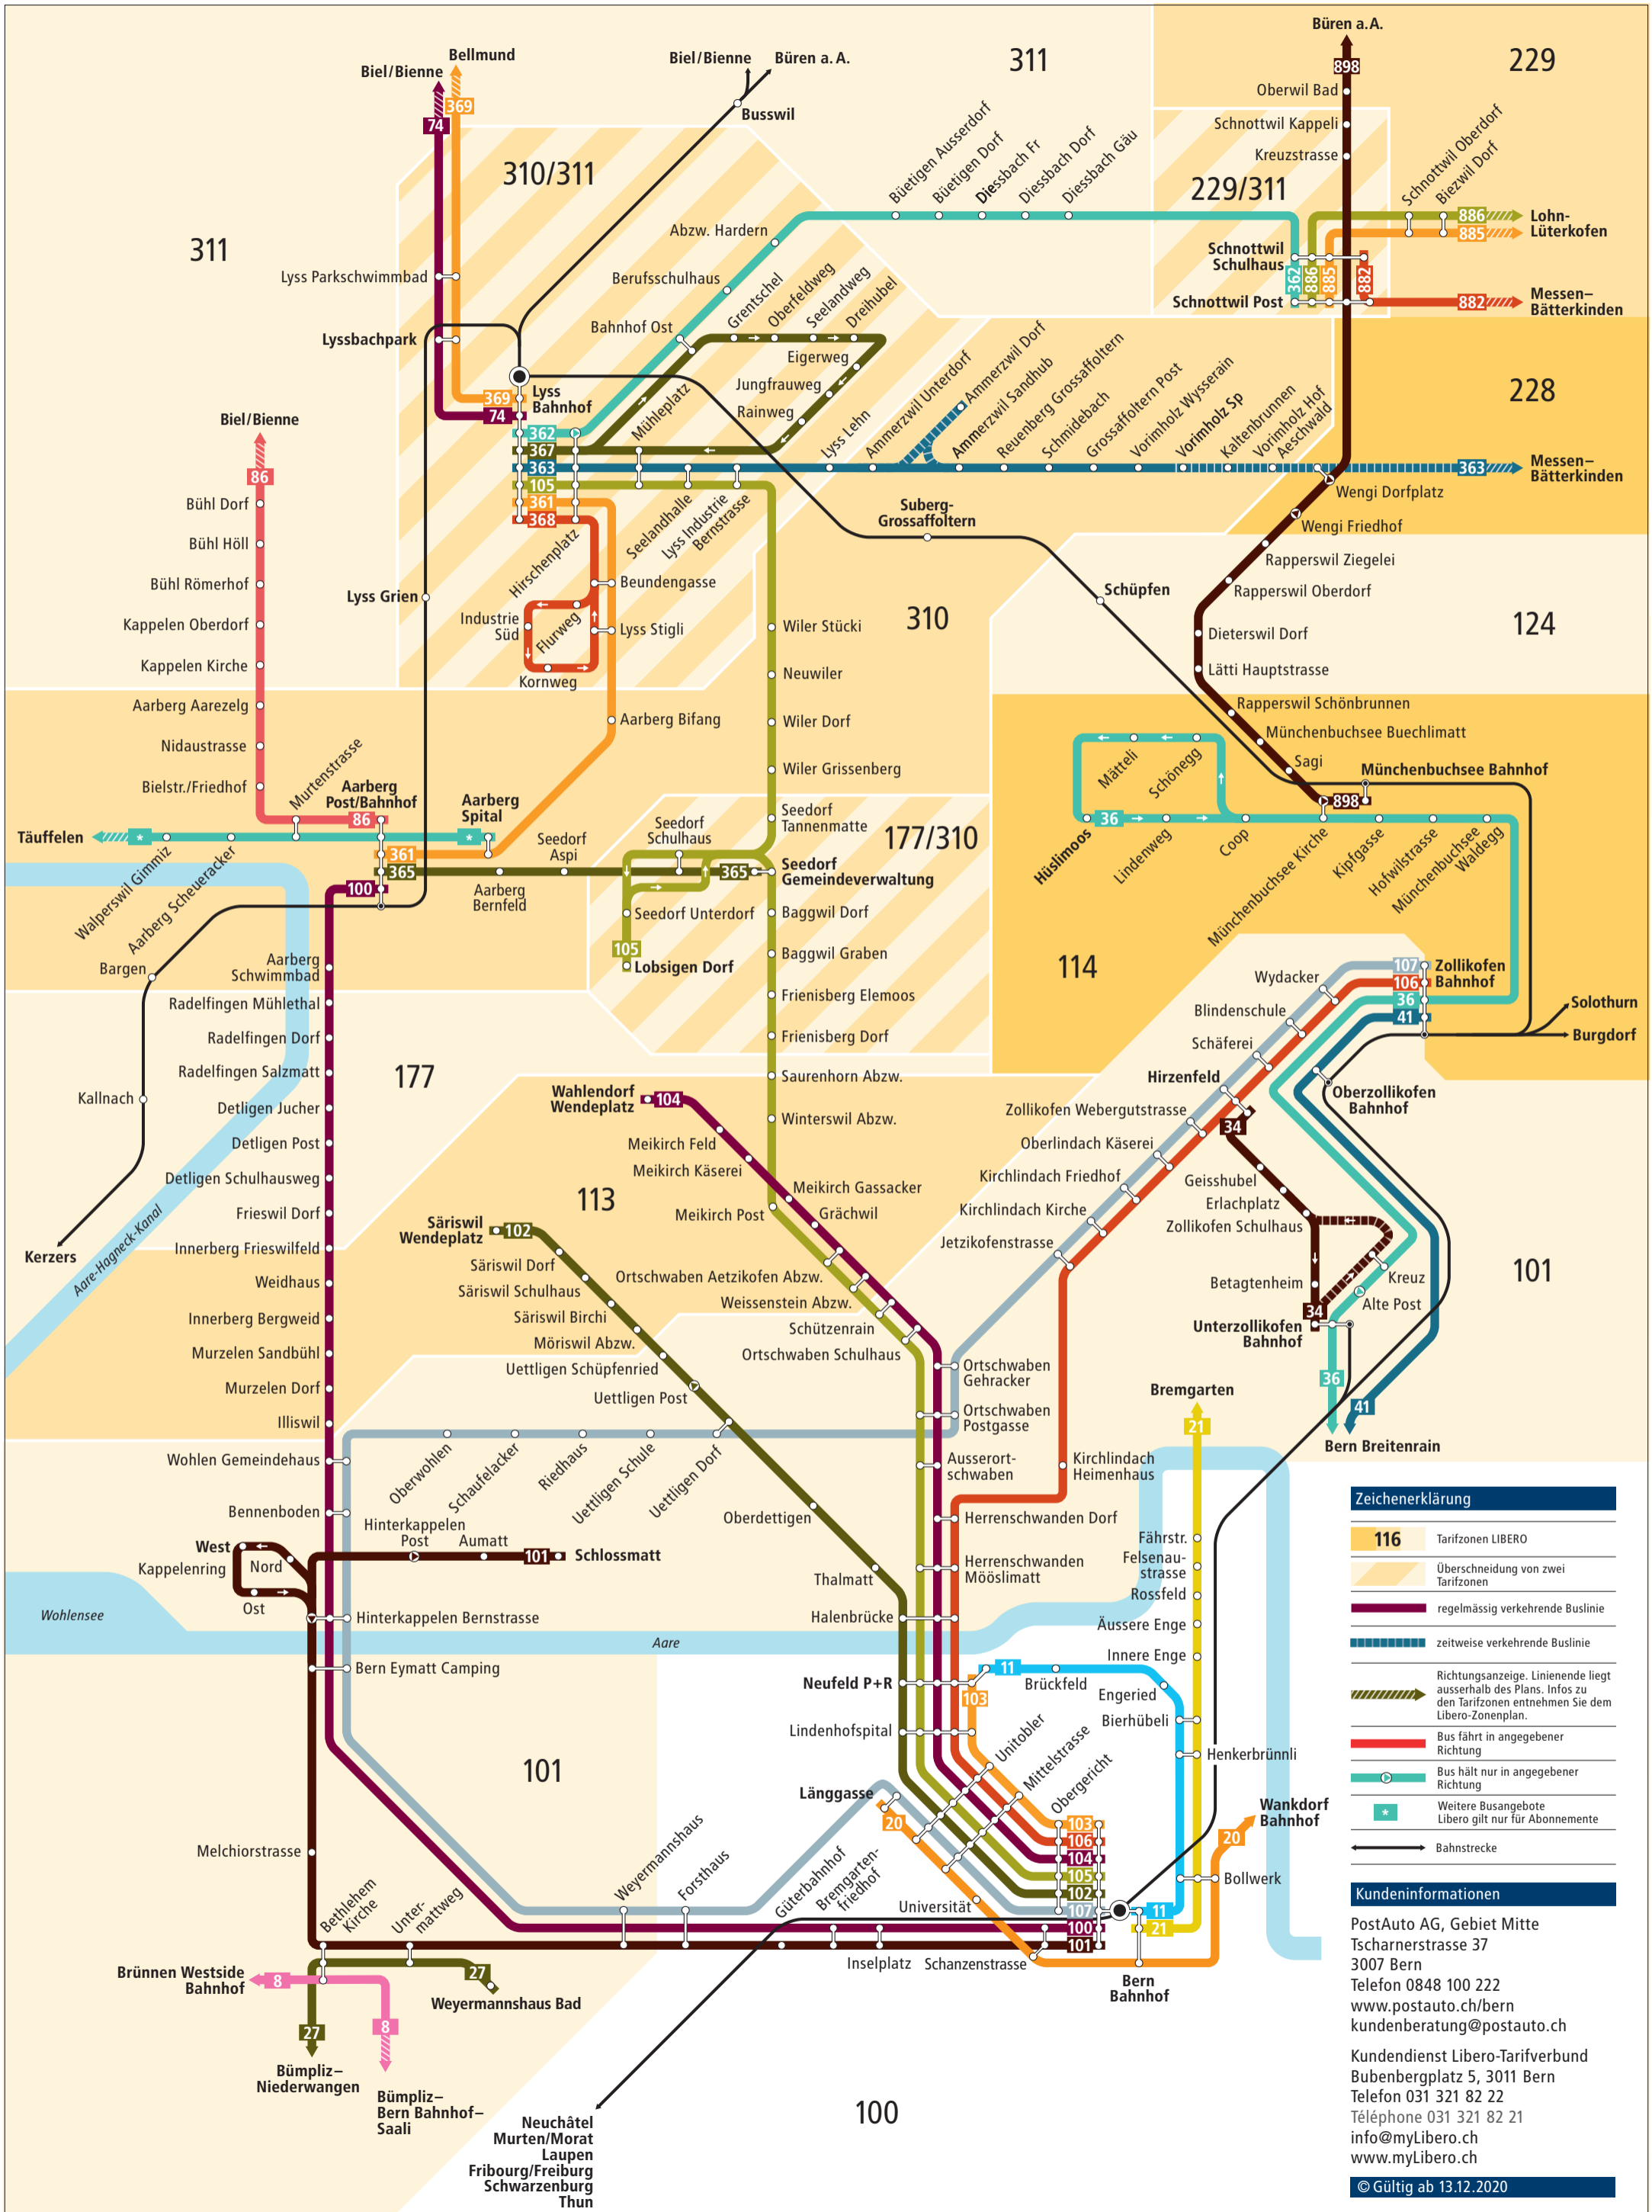 Büren a. A.
311
229
898
Oberwil Bad
Schnottwil Kappeli
Kreuzstrasse
229/311
Schnottwil Oberdorf
Biezwil Dorf
886
885
Lohn-
Lüterkofen
Schnottwil
Schulhaus
362
886
885
882
Schnottwil Post
882
Messen–
Bätterkinden
Bellmund
Biel/Bienne
369
74
Biel/Bienne
Büren a. A.
Busswil
310/311
311
Büetigen Ausserdorf
Büetigen Dorf
Diessbach Fr
Diessbach Dorf
Diessbach Gäu
Abzw. Hardern
Berufsschulhaus
Bahnhof Ost
Grentschel
Oberfeldweg
Seelandweg
Dreihubel
Eigerweg
Jungfrauweg
Rainweg
Mühleplatz
Lyss Parkschwimmbad
Lyssbachpark
Lyss
Bahnhof
369
74
362
367
363
105
361
368
Lyss Lehn
Ammerzwil Unterdorf
Ammerzwil Dorf
Ammerzwil Sandhub
Reuenberg Grossaffoltern
Schmidebach
Grossaffoltern Post
Vorimholz Wysserain
Vorimholz Sp
Kaltenbrunnen
Vorimholz Hof
Aeschwald
228
363
Messen–
Bätterkinden
Wengi Dorfplatz
Wengi Friedhof
Rapperswil Ziegelei
Rapperswil Oberdorf
Dieterswil Dorf
Lätti Hauptstrasse
Rapperswil Schönbrunnen
Münchenbuchsee Buechlimatt
Sagi
Münchenbuchsee Bahnhof
898
124
Biel/Bienne
86
Bühl Dorf
Bühl Höll
Bühl Römerhof
Kappelen Oberdorf
Kappelen Kirche
Aarberg Aarezelg
Nidaustrasse
Bielstr./Friedhof
Lyss Grien
Hirschenplatz
Seelandhalle
Lyss Industrie
Bernstrasse
Beundengasse
Industrie
Süd
Flurweg
Lyss Stigli
Kornweg
Aarberg Bifang
310
Suberg-
Grossaffoltern
Schüpfen
Wiler Stücki
Neuwiler
Wiler Dorf
Wiler Grissenberg
Mätteli
Schönegg
Hüslimoos
36
Lindenweg
Coop
Münchenbuchsee Kirche
Kipfgasse
Hofwilstrasse
Münchenbuchsee
Waldegg
114
Murtenstrasse
Aarberg
Post/Bahnhof
Aarberg
Spital
86
Täuffelen
*
*
Walperswil Gimmiz
Aarberg Scheueracker
361
365
100
Aarberg
Bernfeld
Seedorf
Aspi
Seedorf
Schulhaus
Seedorf
Tannenmatte
177/310
365
Seedorf
Gemeindeverwaltung
Seedorf Unterdorf
105
Lobsigen Dorf
Baggwil Dorf
Baggwil Graben
Frienisberg Elemoos
Frienisberg Dorf
Saurenhorn Abzw.
Winterswil Abzw.
Bargen
Kallnach
Kerzers
Aare-Hagneck-Kanal
Aarberg
Schwimmbad
Radelfingen Mühlethal
Radelfingen Dorf
Radelfingen Salzmatt
Detligen Jucher
Detligen Post
Detligen Schulhausweg
Frieswil Dorf
Innerberg Frieswilfeld
Weidhaus
Innerberg Bergweid
Murzelen Sandbühl
Murzelen Dorf
Illiswil
Wohlen Gemeindehaus
Bennenboden
177
113
Wahlendorf
Wendeplatz
104
Meikirch Feld
Meikirch Käserei
Meikirch Gassacker
Grächwil
Meikirch Post
Ortschwaben Aetzikofen Abzw.
Weissenstein Abzw.
Schützenrain
Ortschwaben Schulhaus
Säriswil
Wendeplatz
102
Säriswil Dorf
Säriswil Schulhaus
Säriswil Birchi
Möriswil Abzw.
Uettligen Schüpfenried
Uettligen Post
Wydacker
Blindenschule
Schäferei
Hirzenfeld
Zollikofen Webergutstrasse
Oberlindach Käserei
Kirchlindach Friedhof
Kirchlindach Kirche
Jetzikofenstrasse
107
106
36
41
Zollikofen
Bahnhof
Solothurn
Burgdorf
Oberzollikofen
Bahnhof
34
Geisshubel
Erlachplatz
Zollikofen Schulhaus
Betagtenheim
Kreuz
Alte Post
34
Unterzollikofen
Bahnhof
101
36
41
Bern Breitenrain
Ortschwaben
Gehracker
Ortschwaben
Postgasse
Ausserort-
schwaben
Kirchlindach
Heimenhaus
Herrenschwanden Dorf
Herrenschwanden
Mööslimatt
Oberwohlen
Schaufelacker
Riedhaus
Uettligen Schule
Uettligen Dorf
Oberdettigen
Thalmatt
Halenbrücke
Hinterkappelen
Post
Aumatt
101
Schlossmatt
West
Kappelenring
Nord
Ost
Hinterkappelen Bernstrasse
Wohlensee
Aare
Bern Eymatt Camping
Bremgarten
21
Fährstr.
Felsenau-
strasse
Rossfeld
Äussere Enge
Innere Enge
Neufeld P+R
11
Brückfeld
Engeried
103
Bierhübeli
Henkerbrünnli
Lindenhofspital
Unitobler
Mittelstrasse
Obergericht
Länggasse
20
103
106
104
105
102
107
100
101
11
21
Bern
Bahnhof
Wankdorf
Bahnhof
20
Bollwerk
101
Melchiorstrasse
Bethlehem
Kirche
Unter-
mattweg
Weyermannshaus
Forsthaus
Güterbahnhof
Bremgarten-
friedhof
Inselplatz
Universität
Schanzenstrasse
Brünnen Westside
Bahnhof
8
27
Weyermannshaus Bad
27
8
Bümpliz–
Niederwangen
Bümpliz–
Bern Bahnhof–
Saali
Neuchâtel
Murten/Morat
Laupen
Fribourg/Freiburg
Schwarzenburg
Thun
100
Zeichenerklärung
116 Tarifzonen LIBERO
Überschneidung von zwei
Tarifzonen
regelmässig verkehrende Buslinie
zeitweise verkehrende Buslinie
Richtungsanzeige. Linienende liegt
ausserhalb des Plans. Infos zu
den Tarifzonen entnehmen Sie dem
Libero-Zonenplan.
Bus fährt in angegebener
Richtung
Bus hält nur in angegebener
Richtung
* Weitere Busangebote
Libero gilt nur für Abonnemente
Bahnstrecke
Kundeninformationen
PostAuto AG, Gebiet Mitte
Tscharnerstrasse 37
3007 Bern
Telefon 0848 100 222
www.postauto.ch/bern
kundenberatung@postauto.ch
Kundendienst Libero-Tarifverbund
Bubenbergplatz 5, 3011 Bern
Telefon 031 321 82 22
Téléphone 031 321 82 21
info@myLibero.ch
www.myLibero.ch
© Gültig ab 13.12.2020